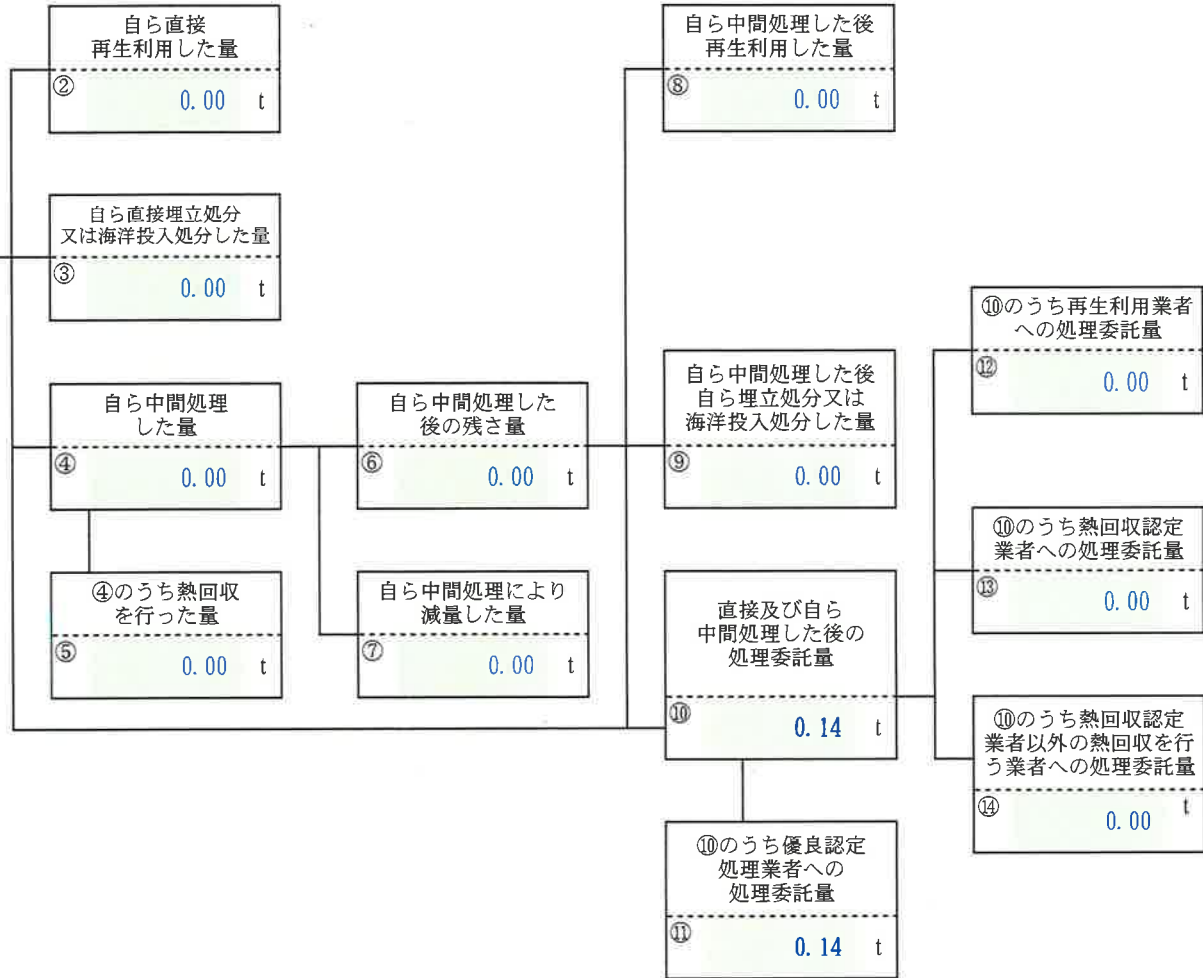 自ら直接
再生利用した量
② 0.00 t
自ら直接埋立処分
又は海洋投入処分した量
③ 0.00 t
自ら中間処理
した量
④ 0.00 t
④のうち熱回収
を行った量
⑤ 0.00 t
自ら中間処理した
後の残さ量
⑥ 0.00 t
自ら中間処理により
減量した量
⑦ 0.00 t
自ら中間処理した後
再生利用した量
⑧ 0.00 t
自ら中間処理した後
自ら埋立処分又は
海洋投入処分した量
⑨ 0.00 t
直接及び自ら
中間処理した後の
処理委託量
⑩ 0.14 t
⑩のうち優良認定
処理業者への
処理委託量
⑪ 0.14 t
⑩のうち再生利用業者
への処理委託量
⑫ 0.00 t
⑩のうち熱回収認定
業者への処理委託量
⑬ 0.00 t
⑩のうち熱回収認定
業者以外の熱回収を行
う業者への処理委託量
⑭ 0.00 t